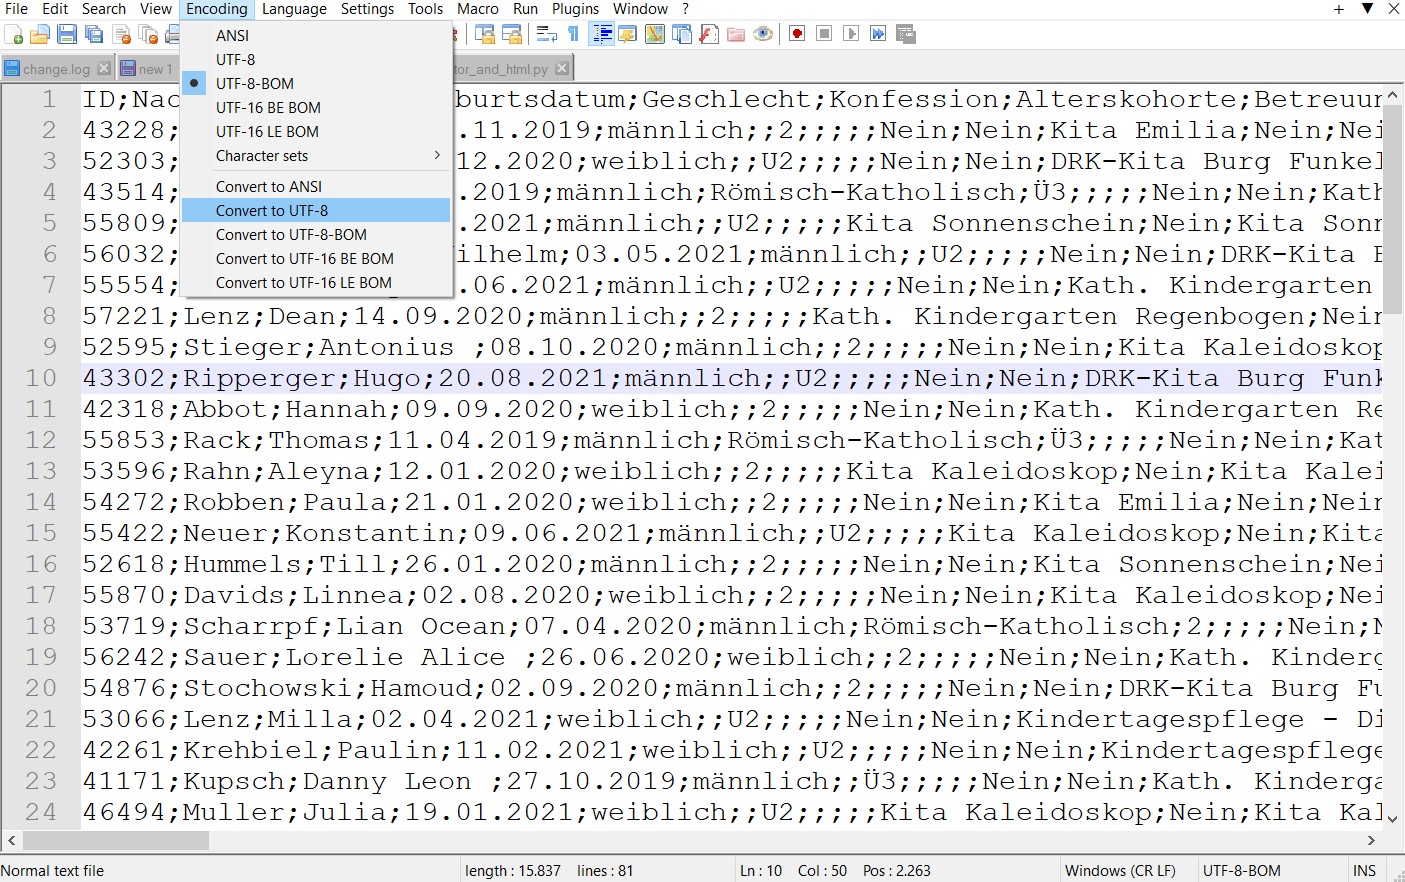 File Edit Search View Encoding Language Settings Tools Macro Run Plugins Window ?
change.log new 1 tor_and_html.py
ANSI
UTF-8
UTF-8-BOM
UTF-16 BE BOM
UTF-16 LE BOM
Character sets
Convert to ANSI
Convert to UTF-8
Convert to UTF-8-BOM
Convert to UTF-16 BE BOM
Convert to UTF-16 LE BOM
1 ID;Nac burtsdatum;Geschlecht;Konfession;Alterskohorte;Betreuun
2 43228; .11.2019;männlich;;2;;;;;Nein;Nein;Kita Emilia;Nein;Nei
3 52303; 12.2020;weiblich;;U2;;;;;Nein;Nein;DRK-Kita Burg Funkel
4 43514; .2019;männlich;Römisch-Katholisch;Ü3;;;;;Nein;Nein;Kath
5 55809; .2021;männlich;;U2;;;;;Kita Sonnenschein;Nein;Kita Sonn
6 56032; ilhelm;03.05.2021;männlich;;U2;;;;;Nein;Nein;DRK-Kita B
7 55554; .06.2021;männlich;;U2;;;;;Nein;Nein;Kath. Kindergarten
8 57221;Lenz;Dean;14.09.2020;männlich;;2;;;;;Kath. Kindergarten Regenbogen;Nein
9 52595;Stieger;Antonius ;08.10.2020;männlich;;2;;;;;Nein;Nein;Kita Kaleidoskop
10 43302;Ripperger;Hugo;20.08.2021;männlich;;U2;;;;;Nein;Nein;DRK-Kita Burg Funk
11 42318;Abbot;Hannah;09.09.2020;weiblich;;2;;;;;Nein;Nein;Kath. Kindergarten Re
12 55853;Rack;Thomas;11.04.2019;männlich;Römisch-Katholisch;Ü3;;;;;Nein;Nein;Kat
13 53596;Rahn;Aleyna;12.01.2020;weiblich;;2;;;;;Kita Kaleidoskop;Nein;Kita Kalei
14 54272;Robben;Paula;21.01.2020;weiblich;;2;;;;;Nein;Nein;Kita Emilia;Nein;Nein
15 55422;Neuer;Konstantin;09.06.2021;männlich;;U2;;;;;Kita Kaleidoskop;Nein;Kita
16 52618;Hummels;Till;26.01.2020;männlich;;2;;;;;Nein;Nein;Kita Sonnenschein;Nei
17 55870;Davids;Linnea;02.08.2020;weiblich;;2;;;;;Nein;Nein;Kita Kaleidoskop;Nei
18 53719;Scharrpf;Lian Ocean;07.04.2020;männlich;Römisch-Katholisch;2;;;;;Nein;N
19 56242;Sauer;Lorelie Alice ;26.06.2020;weiblich;;2;;;;;Nein;Nein;Kath. Kinderg
20 54876;Stochowski;Hamoud;02.09.2020;männlich;;2;;;;;Nein;Nein;DRK-Kita Burg Fu
21 53066;Lenz;Milla;02.04.2021;weiblich;;U2;;;;;Nein;Nein;Kindertagespflege - Di
22 42261;Krehbiel;Paulin;11.02.2021;weiblich;;U2;;;;;Nein;Nein;Kindertagespflege
23 41171;Kupsch;Danny Leon ;27.10.2019;männlich;;Ü3;;;;;Nein;Nein;Kath. Kinderga
24 46494;Muller;Julia;19.01.2021;weiblich;;U2;;;;;Kita Kaleidoskop;Nein;Kita Kal
Normal text file length : 15.837 lines : 81 Ln : 10 Col : 50 Pos : 2.263 Windows (CR LF) UTF-8-BOM INS